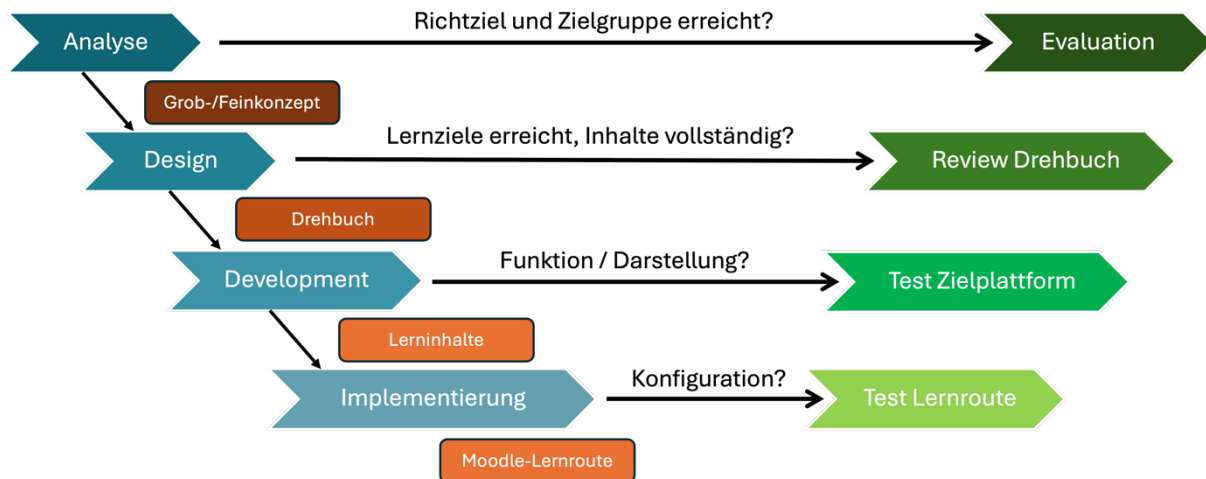 Richtziel und Zielgruppe erreicht?
Analyse
Evaluation
Grob-/Feinkonzept
Lernziele erreicht, Inhalte vollständig?
Design
Review Drehbuch
Drehbuch
Funktion / Darstellung?
Development
Test Zielplattform
Lerninhalte
Konfiguration?
Implementierung
Test Lernroute
Moodle-Lernroute